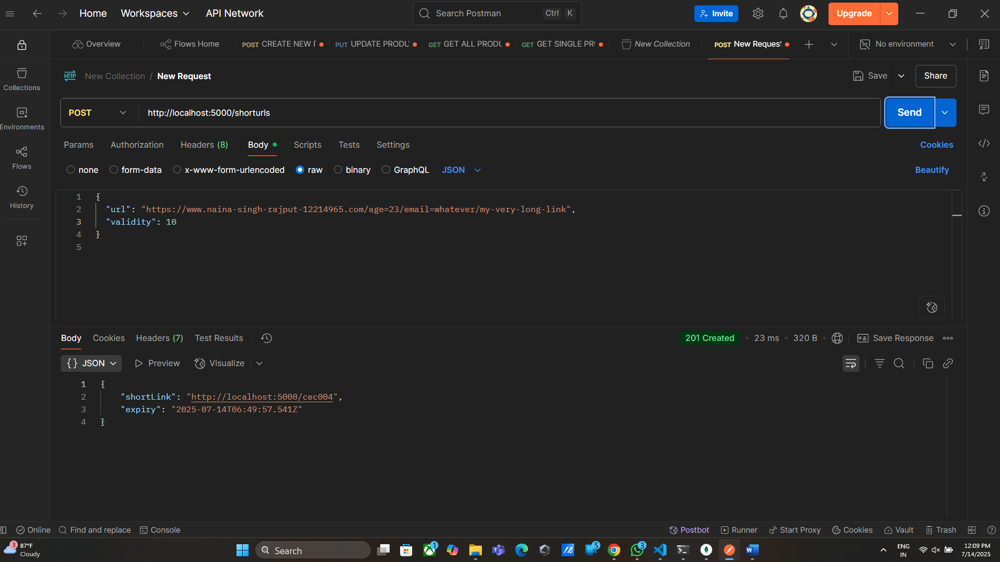 Home Workspaces API Network Search Postman Ctrl K Invite Upgrade
Overview Flows Home POST CREATE NEW PUT UPDATE PRODU GET GET ALL PRODU GET GET SINGLE PR New Collection POST New Request No environment
HTTP New Collection / New Request Save Share
Collections
POST http://localhost:5000/shorturls Send
Environments
Params Authorization Headers (8) Body Scripts Tests Settings Cookies
Flows
none form-data x-www-form-urlencoded raw binary GraphQL JSON Beautify
History
1 {
2 "url": "https://www.naina-singh-rajput-12214965.com/age=23/email=whatever/my-very-long-link",
3 "validity": 10
4 }
5
Body Cookies Headers (7) Test Results 201 Created • 23 ms • 320 B • e.g. Save Response
{} JSON Preview Visualize
1 {
2 "shortLink": "http://localhost:5000/cec004",
3 "expiry": "2025-07-14T06:49:57.541Z"
4 }
Online Find and replace Console Postbot Runner Start Proxy Cookies Vault Trash
3 87°F
Cloudy
Search 1 5 3
ENG
IN
12:09 PM
7/14/2025